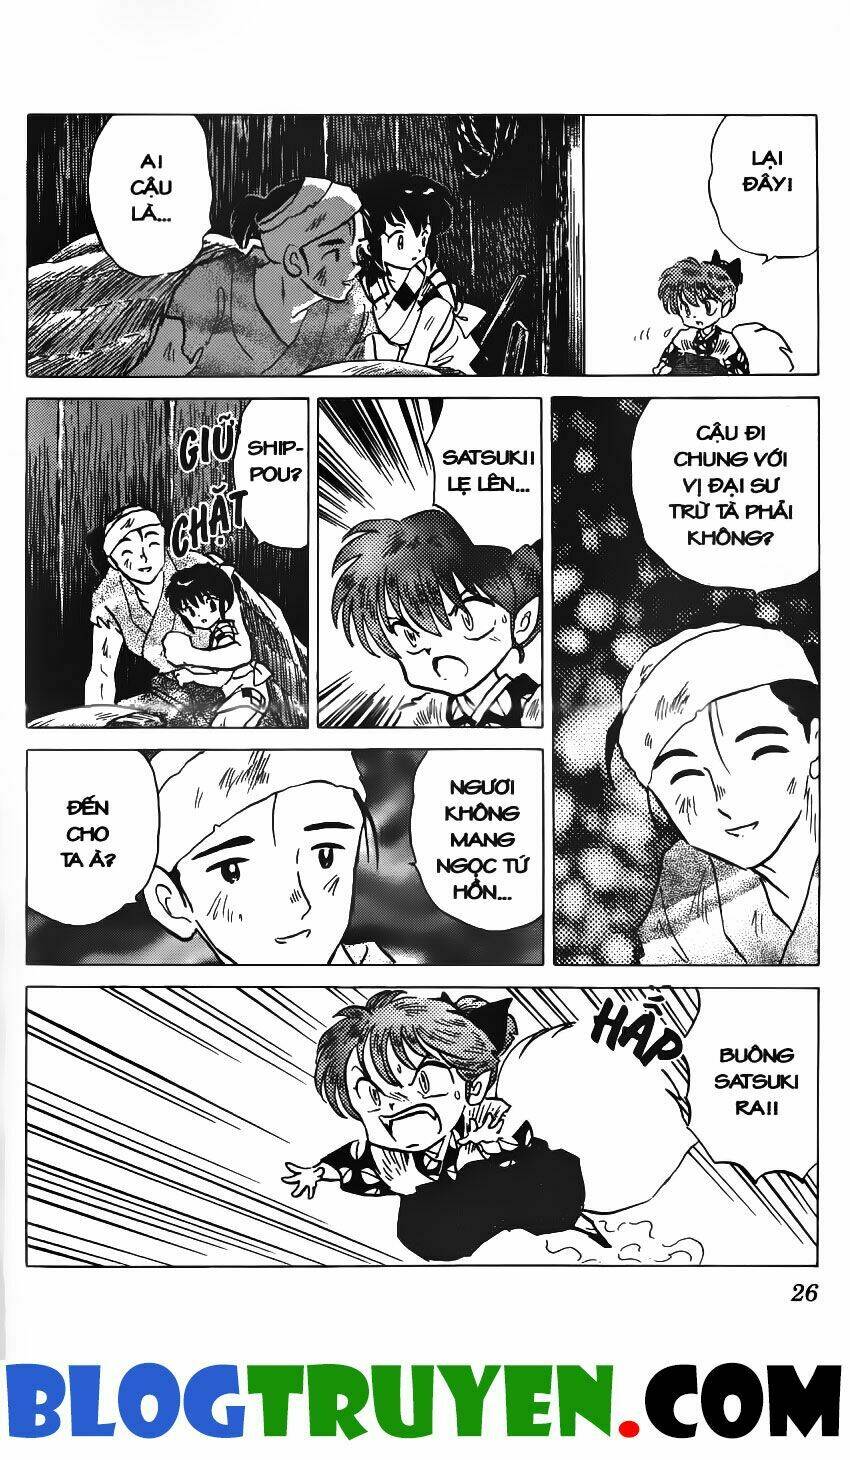 LẠI
ĐÂY!
AI
CẬU
LÀ...
CẬU ĐI
CHUNG VỚI
VỊ ĐẠI SƯ
TRỪ TÀ PHẢI
KHÔNG?
SATSUKI!
LẸ LÊN...
SHIP-
POU?
GIỮ
CHẶT
NGƯƠI
KHÔNG
MANG
NGỌC TỨ
HỒN...
ĐẾN
CHO
TA À?
BUÔNG
SATSUKI
RA!!
HẤP
26
BLOGTRUYEN.COM